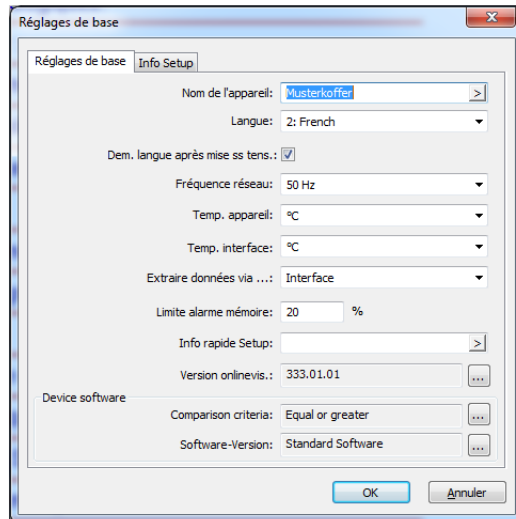 Réglages de base
Réglages de base Info Setup
Nom de l'appareil: Musterkoffer >
Langue: 2: French
Dem. langue après mise ss tens.:
Fréquence réseau: 50 Hz
Temp. appareil: °C
Temp. interface: °C
Extraire données via ...: Interface
Limite alarme mémoire: 20 %
Info rapide Setup: >
Version onlinevis.: 333.01.01 ...
Device software
Comparison criteria: Equal or greater ...
Software-Version: Standard Software ...
OK Annuler